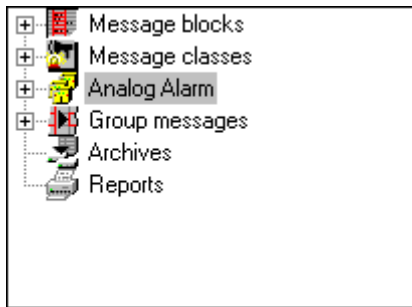 Message blocks
Message classes
Analog Alarm
Group messages
Archives
Reports